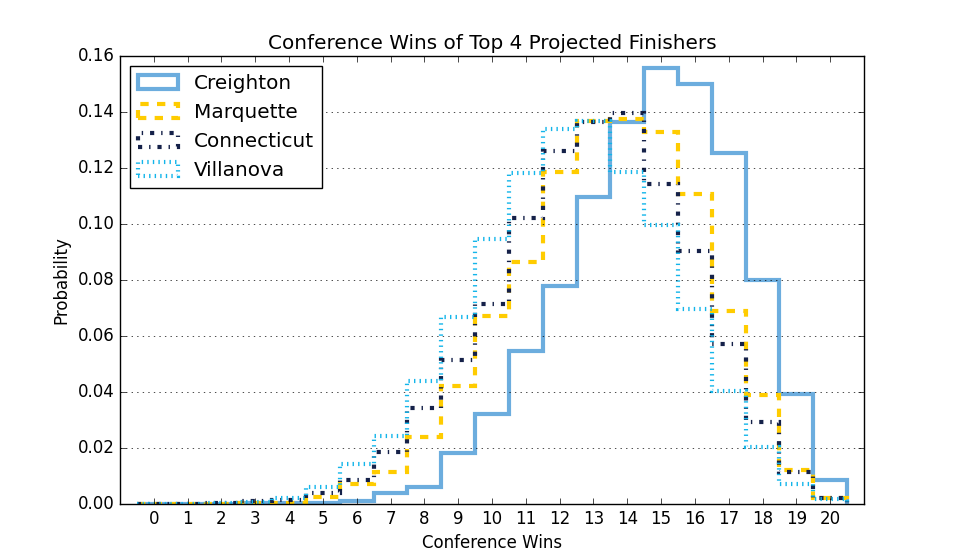 Conference Wins of Top 4 Projected Finishers
0.16
0.14
0.12
0.10
0.08
0.06
0.04
0.02
0.00
Probability
Creighton
Marquette
Connecticut
Villanova
0 1 2 3 4 5 6 7 8 9 10 11 12 13 14 15 16 17 18 19 20
Conference Wins